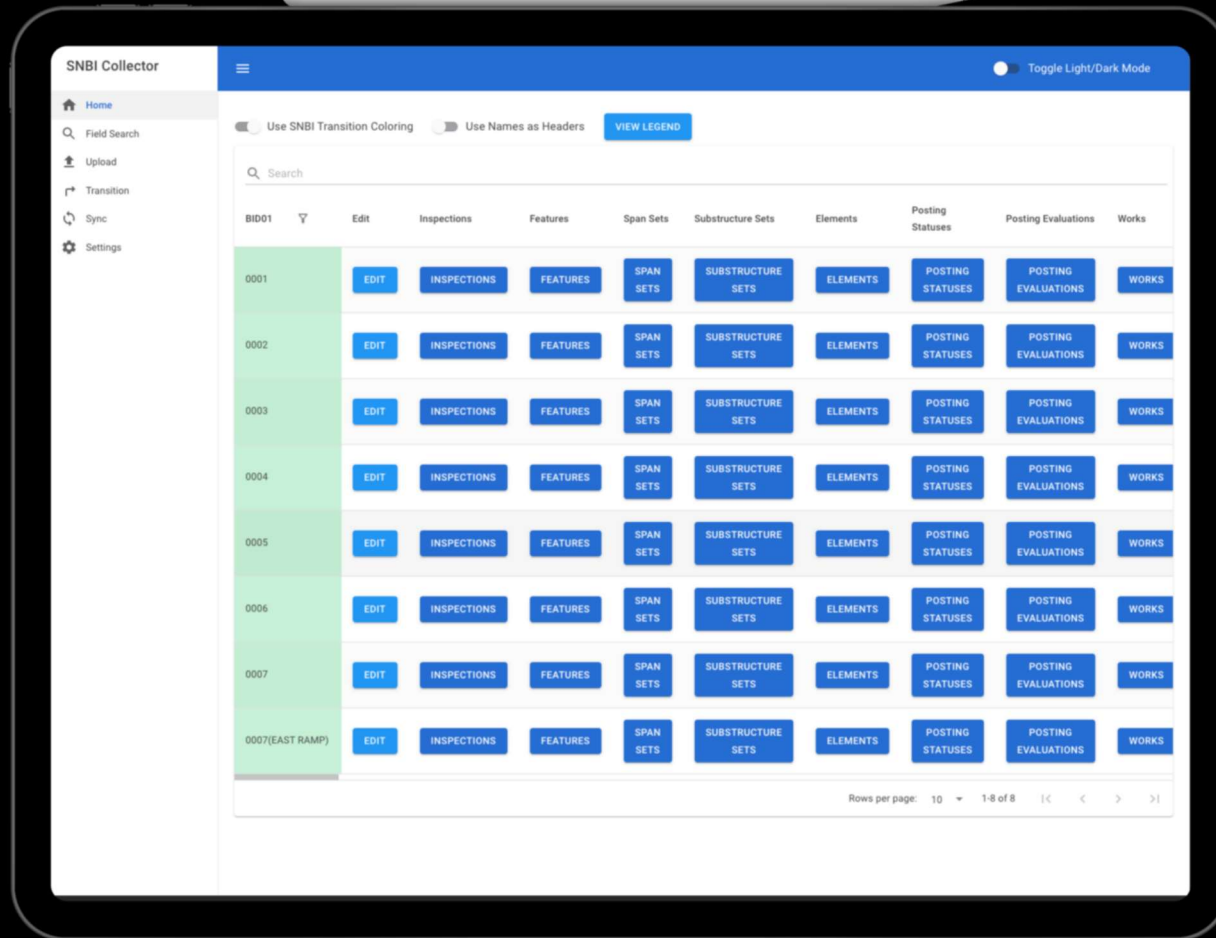 SNBI Collector
Toggle Light/Dark Mode
Home
Field Search
Upload
Transition
Sync
Settings
Use SNBI Transition Coloring
Use Names as Headers
VIEW LEGEND
Search
BID01
Edit
Inspections
Features
Span Sets
Substructure Sets
Elements
Posting
Statuses
Posting Evaluations
Works
0001
EDIT
INSPECTIONS
FEATURES
SPAN
SETS
SUBSTRUCTURE
SETS
ELEMENTS
POSTING
STATUSES
POSTING
EVALUATIONS
WORKS
0002
EDIT
INSPECTIONS
FEATURES
SPAN
SETS
SUBSTRUCTURE
SETS
ELEMENTS
POSTING
STATUSES
POSTING
EVALUATIONS
WORKS
0003
EDIT
INSPECTIONS
FEATURES
SPAN
SETS
SUBSTRUCTURE
SETS
ELEMENTS
POSTING
STATUSES
POSTING
EVALUATIONS
WORKS
0004
EDIT
INSPECTIONS
FEATURES
SPAN
SETS
SUBSTRUCTURE
SETS
ELEMENTS
POSTING
STATUSES
POSTING
EVALUATIONS
WORKS
0005
EDIT
INSPECTIONS
FEATURES
SPAN
SETS
SUBSTRUCTURE
SETS
ELEMENTS
POSTING
STATUSES
POSTING
EVALUATIONS
WORKS
0006
EDIT
INSPECTIONS
FEATURES
SPAN
SETS
SUBSTRUCTURE
SETS
ELEMENTS
POSTING
STATUSES
POSTING
EVALUATIONS
WORKS
0007
EDIT
INSPECTIONS
FEATURES
SPAN
SETS
SUBSTRUCTURE
SETS
ELEMENTS
POSTING
STATUSES
POSTING
EVALUATIONS
WORKS
0007(EAST RAMP)
EDIT
INSPECTIONS
FEATURES
SPAN
SETS
SUBSTRUCTURE
SETS
ELEMENTS
POSTING
STATUSES
POSTING
EVALUATIONS
WORKS
Rows per page: 10 1-8 of 8